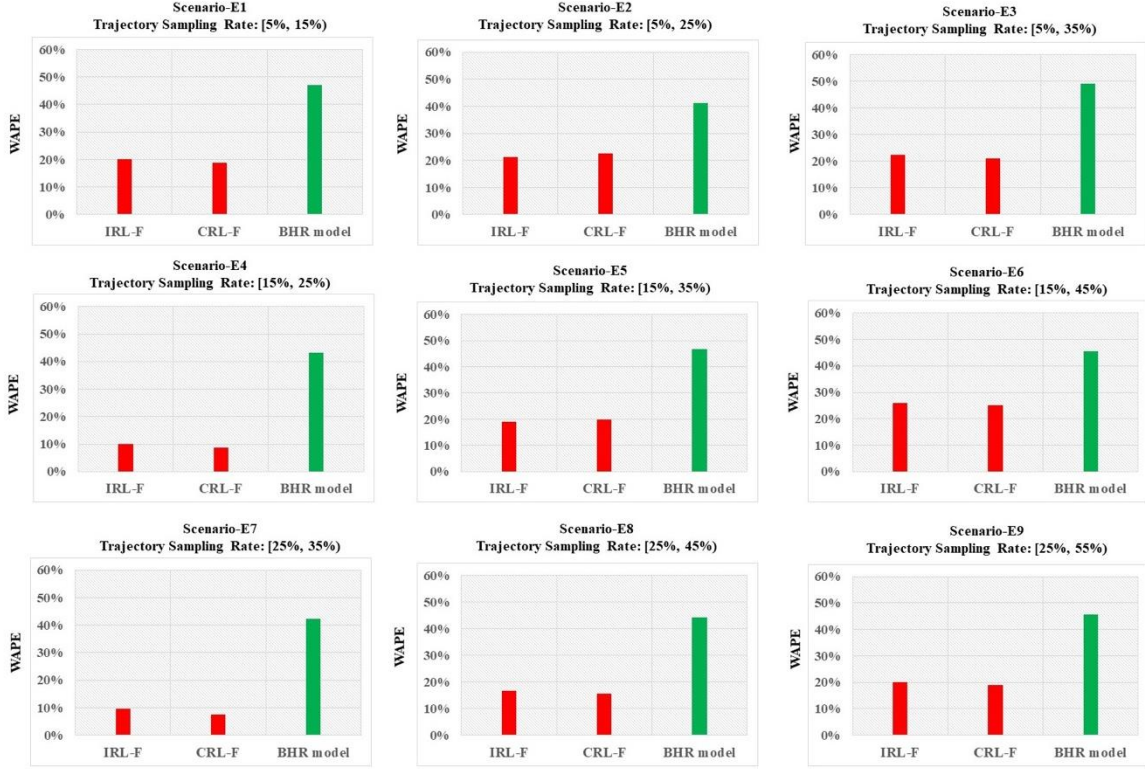 Scenario-E1
Trajectory Sampling Rate: [5%, 15%)
60%
50%
40%
30%
20%
10%
0%
WAPE
IRL-F CRL-F BHR model
Scenario-E2
Trajectory Sampling Rate: [5%, 25%)
60%
50%
40%
30%
20%
10%
0%
WAPE
IRL-F CRL-F BHR model
Scenario-E3
Trajectory Sampling Rate: [5%, 35%)
60%
50%
40%
30%
20%
10%
0%
WAPE
IRL-F CRL-F BHR model
Scenario-E4
Trajectory Sampling Rate: [15%, 25%)
60%
50%
40%
30%
20%
10%
0%
WAPE
IRL-F CRL-F BHR model
Scenario-E5
Trajectory Sampling Rate: [15%, 35%)
60%
50%
40%
30%
20%
10%
0%
WAPE
IRL-F CRL-F BHR model
Scenario-E6
Trajectory Sampling Rate: [15%, 45%)
60%
50%
40%
30%
20%
10%
0%
WAPE
IRL-F CRL-F BHR model
Scenario-E7
Trajectory Sampling Rate: [25%, 35%)
60%
50%
40%
30%
20%
10%
0%
WAPE
IRL-F CRL-F BHR model
Scenario-E8
Trajectory Sampling Rate: [25%, 45%)
60%
50%
40%
30%
20%
10%
0%
WAPE
IRL-F CRL-F BHR model
Scenario-E9
Trajectory Sampling Rate: [25%, 55%)
60%
50%
40%
30%
20%
10%
0%
WAPE
IRL-F CRL-F BHR model